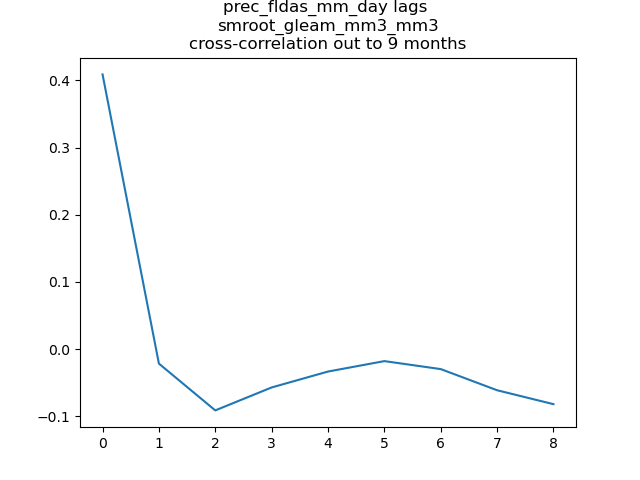 prec_fldas_mm_day lags
smroot_gleam_mm3_mm3
cross-correlation out to 9 months
0.4
0.3
0.2
0.1
0.0
−0.1
0 1 2 3 4 5 6 7 8